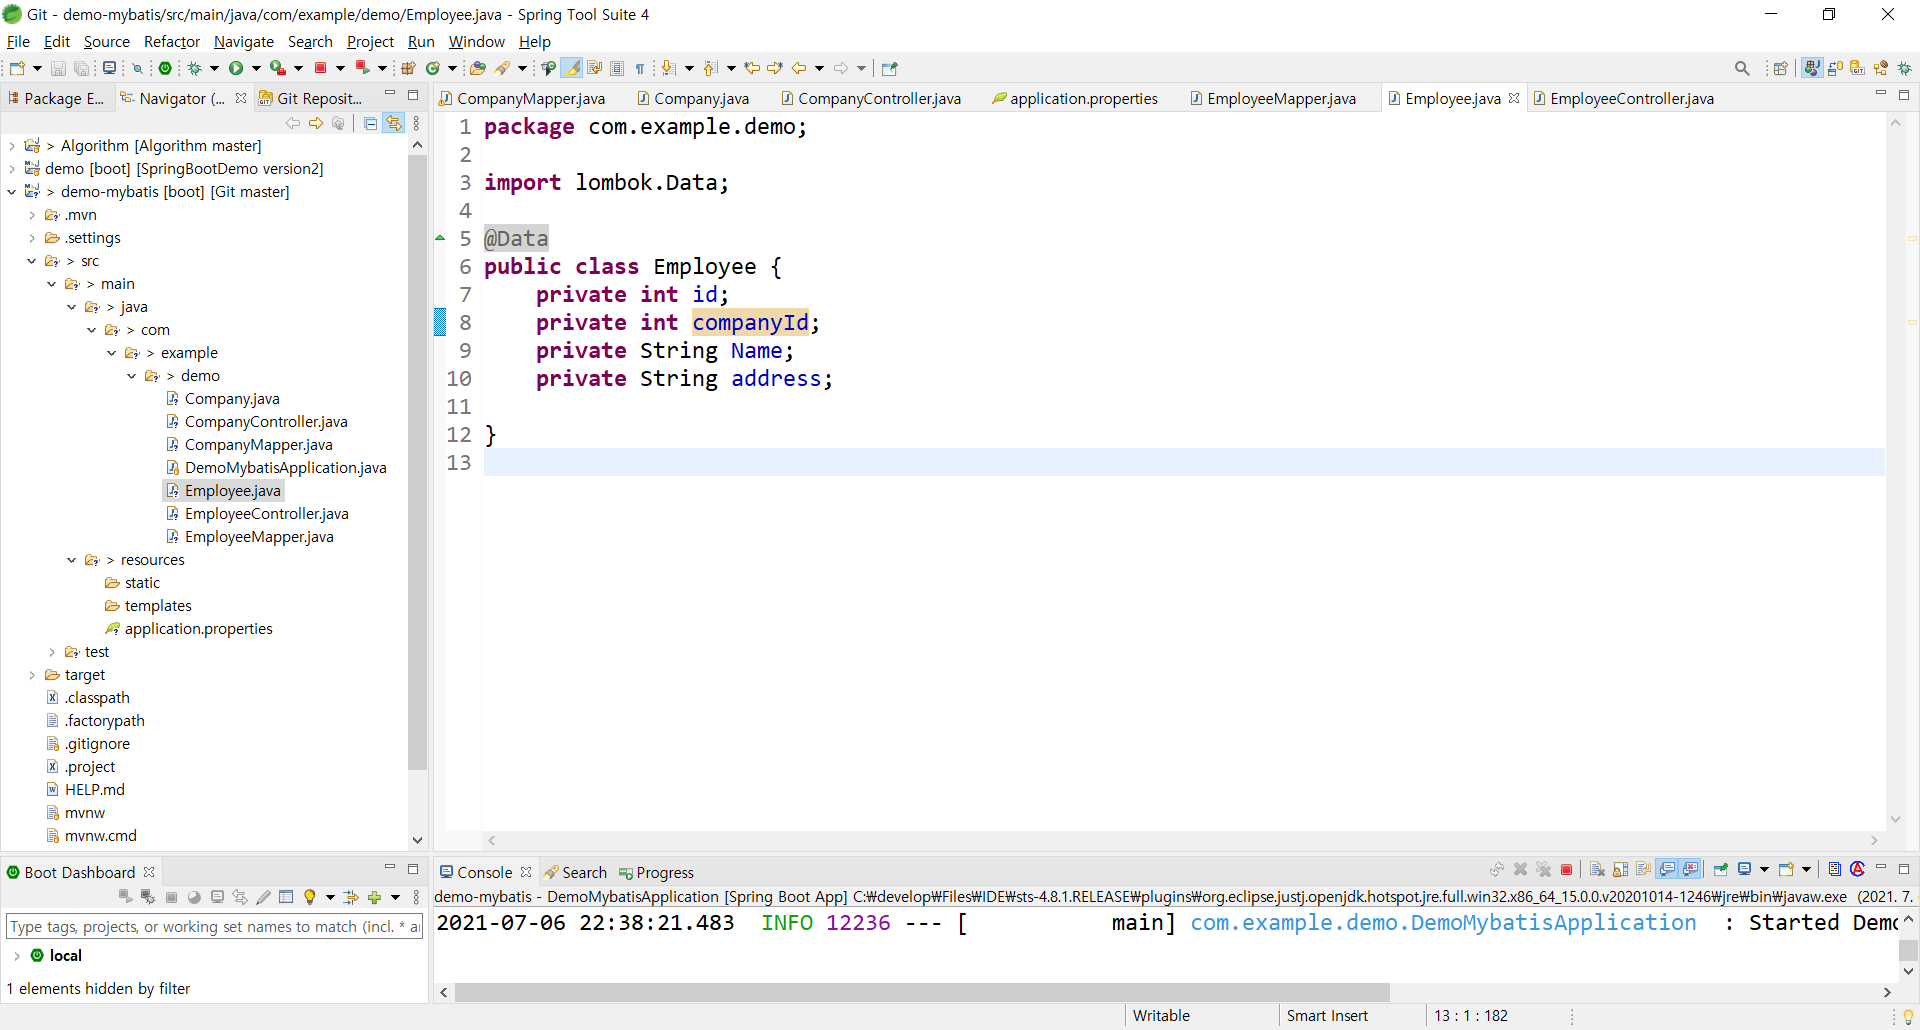 Git - demo-mybatis/src/main/java/com/example/demo/Employee.java - Spring Tool Suite 4
File Edit Source Refactor Navigate Search Project Run Window Help
Package E... Navigator (... Git Reposit...
> Algorithm [Algorithm master]
demo [boot] [SpringBootDemo version2]
> demo-mybatis [boot] [Git master]
.mvn
.settings
> src
> main
> java
> com
> example
> demo
Company.java
CompanyController.java
CompanyMapper.java
DemoMybatisApplication.java
Employee.java
EmployeeController.java
EmployeeMapper.java
> resources
static
templates
application.properties
test
target
.classpath
.factorypath
.gitignore
.project
HELP.md
mvnw
mvnw.cmd
CompanyMapper.java Company.java CompanyController.java application.properties EmployeeMapper.java Employee.java EmployeeController.java
1 package com.example.demo;
2
3 import lombok.Data;
4
5 @Data
6 public class Employee {
7 private int id;
8 private int companyId;
9 private String Name;
10 private String address;
11
12 }
13
Boot Dashboard
Type tags, projects, or working set names to match (incl. * a
local
1 elements hidden by filter
Console Search Progress
demo-mybatis - DemoMybatisApplication [Spring Boot App] C:₩develop₩Files₩IDE₩sts-4.8.1.RELEASE₩plugins₩org.eclipse.justj.openjdk.hotspot.jre.full.win32.x86_64_15.0.0.v20201014-1246₩jre₩bin₩javaw.exe (2021. 7.
2021-07-06 22:38:21.483 INFO 12236 --- [ main] com.example.demo.DemoMybatisApplication : Started Demo
Writable Smart Insert 13 : 1 : 182